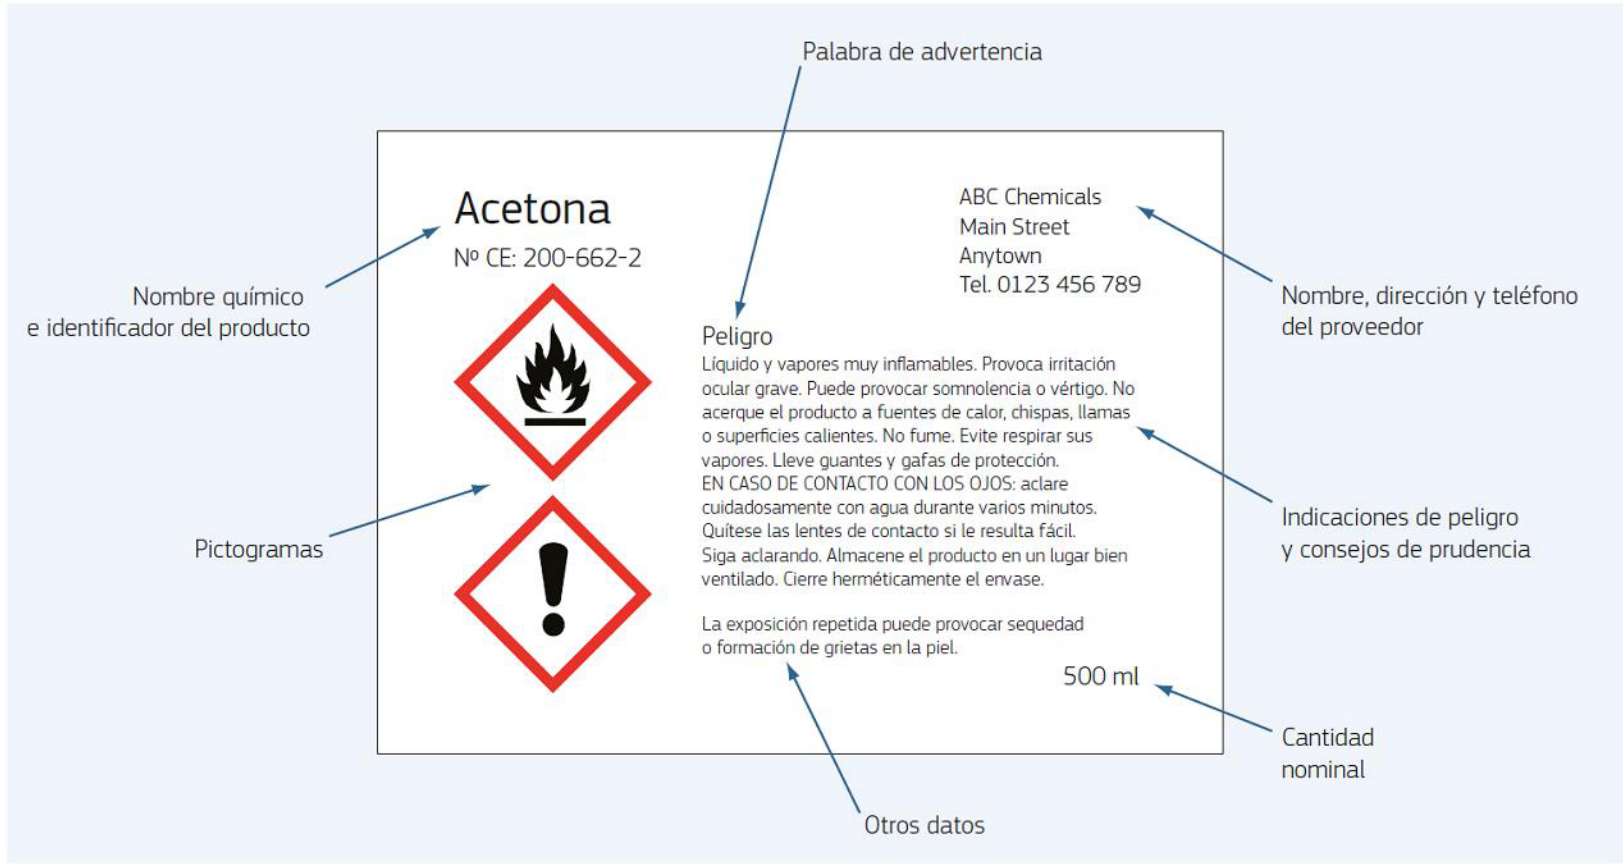 Palabra de advertencia
Acetona
Nº CE: 200-662-2
ABC Chemicals
Main Street
Anytown
Tel. 0123 456 789
Nombre químico
e identificador del producto
Nombre, dirección y teléfono
del proveedor
Peligro
Líquido y vapores muy inflamables. Provoca irritación
ocular grave. Puede provocar somnolencia o vértigo. No
acerque el producto a fuentes de calor, chispas, llamas
o superficies calientes. No fume. Evite respirar sus
vapores. Lleve guantes y gafas de protección.
EN CASO DE CONTACTO CON LOS OJOS: aclare
cuidadosamente con agua durante varios minutos.
Quítese las lentes de contacto si le resulta fácil.
Siga aclarando. Almacene el producto en un lugar bien
ventilado. Cierre herméticamente el envase.
Pictogramas
Indicaciones de peligro
y consejos de prudencia
La exposición repetida puede provocar sequedad
o formación de grietas en la piel.
500 ml
Cantidad
nominal
Otros datos